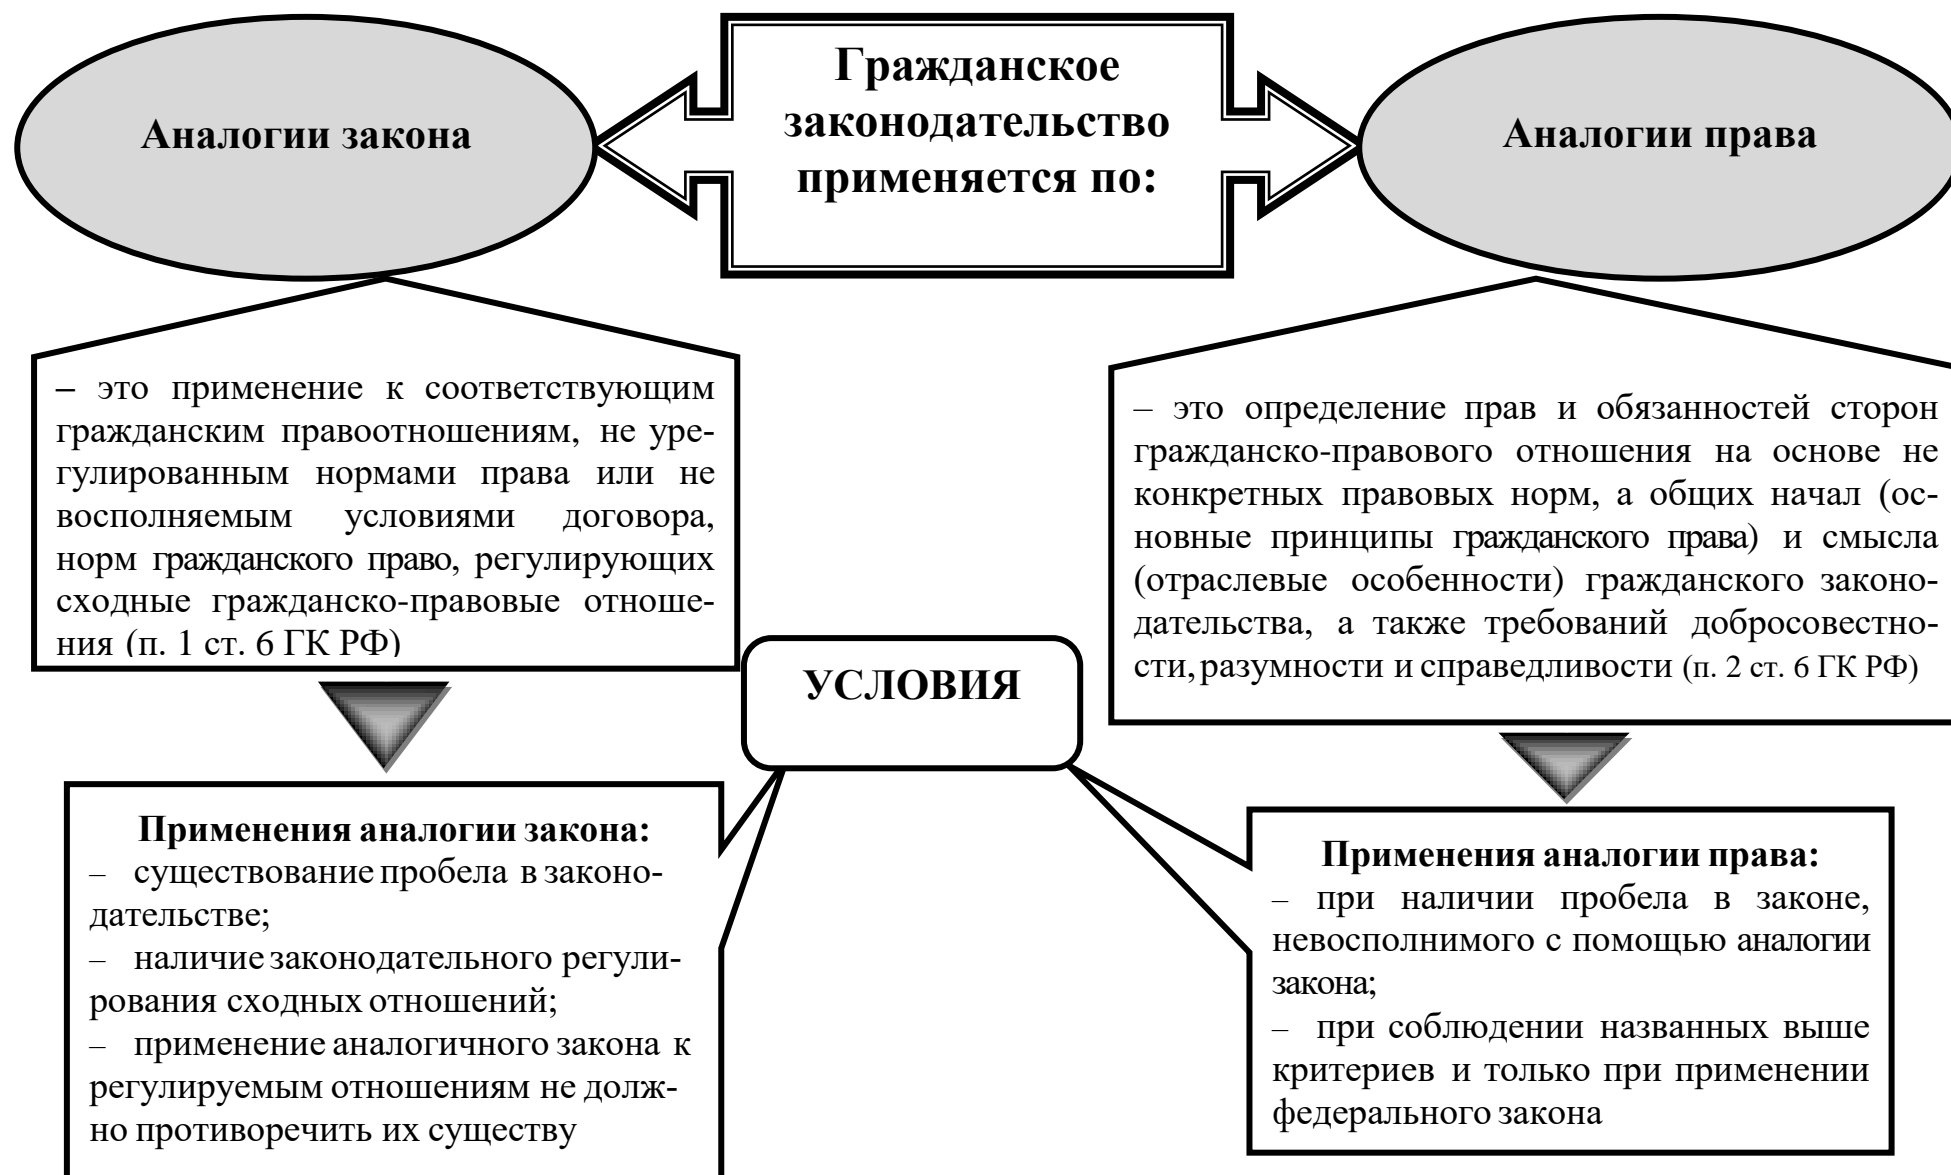 Аналогии закона
Гражданское
законодательство
применяется по:
Аналогии права
– это применение к соответствующим
гражданским правоотношениям, не уре-
гулированным нормами права или не
восполняемым условиями договора,
норм гражданского право, регулирующих
сходные гражданско-правовые отноше-
ния (п. 1 ст. 6 ГК РФ)
– это определение прав и обязанностей сторон
гражданско-правового отношения на основе не
конкретных правовых норм, а общих начал (ос-
новные принципы гражданского права) и смысла
(отраслевые особенности) гражданского законо-
дательства, а также требований добросовестно-
сти, разумности и справедливости (п. 2 ст. 6 ГК РФ)
УСЛОВИЯ
Применения аналогии закона:
– существование пробела в законо-
дательстве;
– наличие законодательного регули-
рования сходных отношений;
– применение аналогичного закона к
регулируемым отношениям не долж-
но противоречить их существу
Применения аналогии права:
– при наличии пробела в законе,
невосполнимого с помощью аналогии
закона;
– при соблюдении названных выше
критериев и только при применении
федерального закона